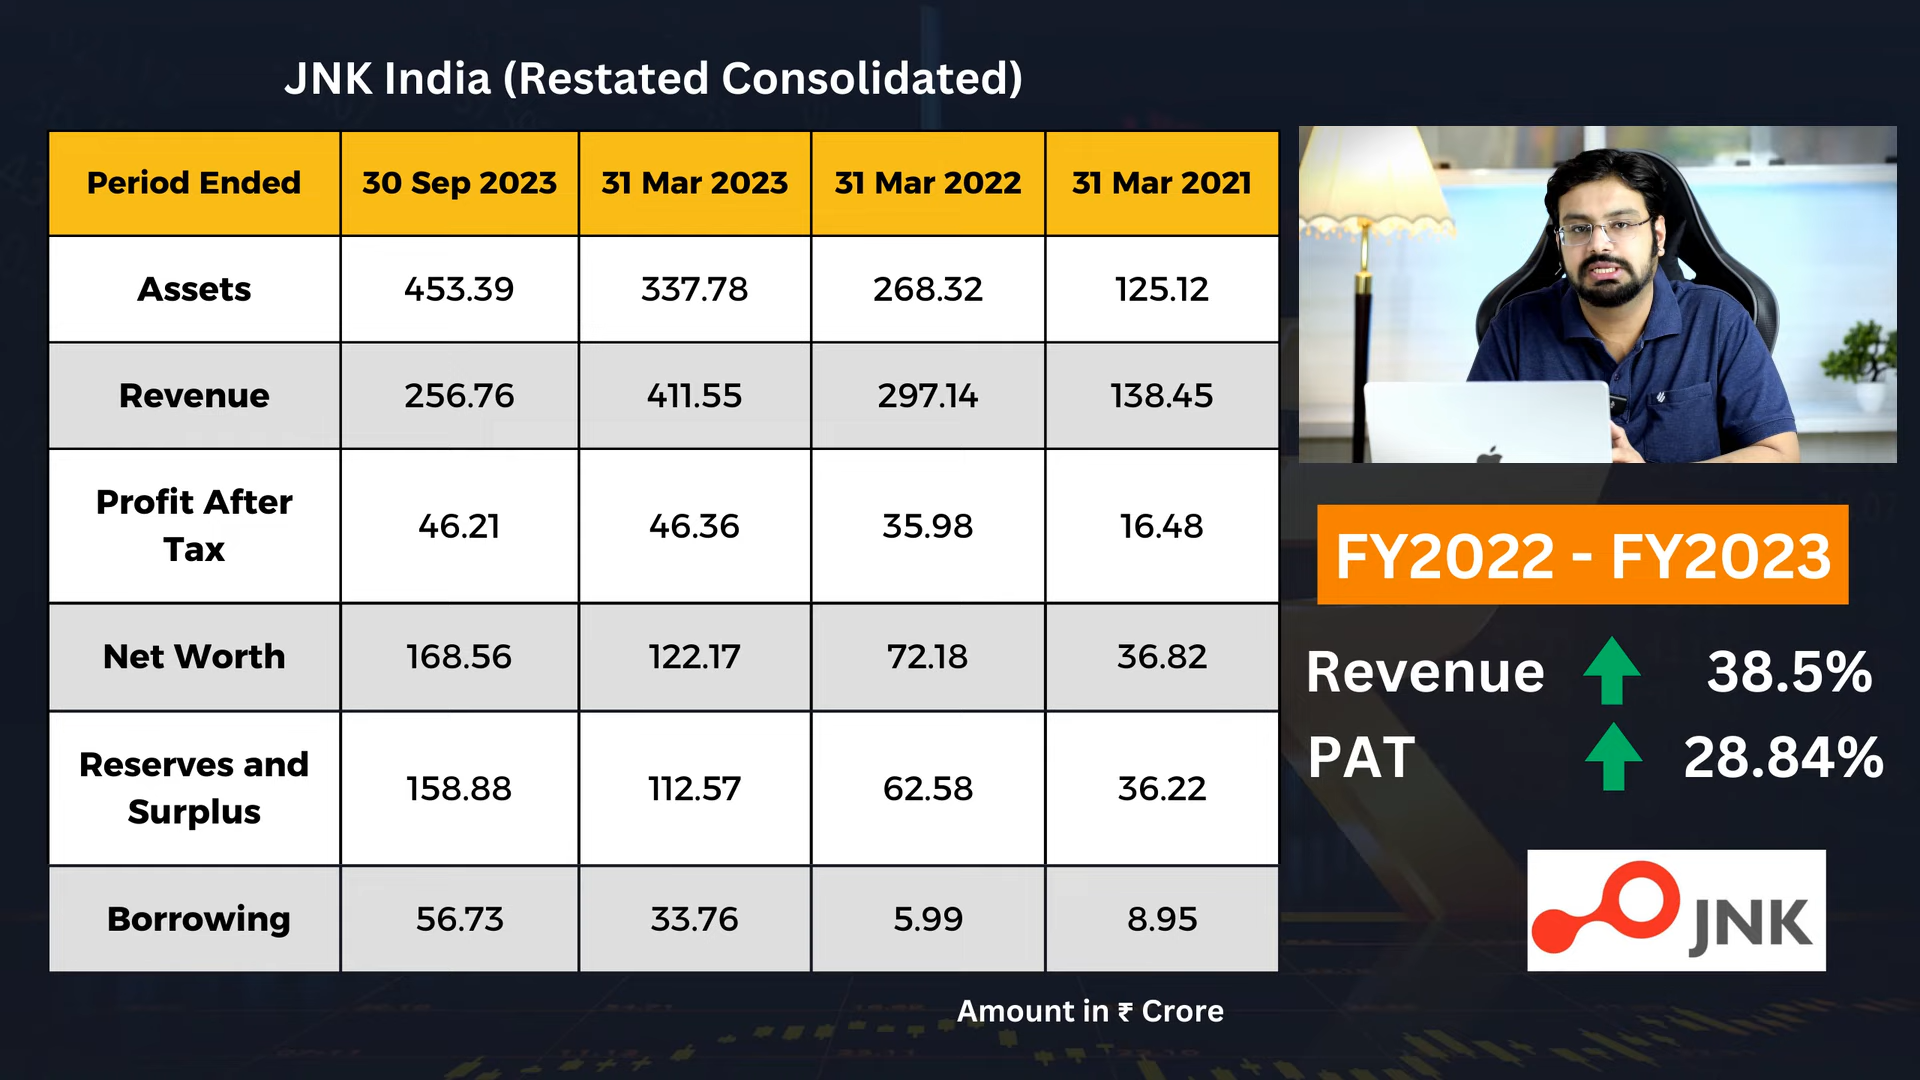 JNK India (Restated Consolidated)
Period Ended 30 Sep 2023 31 Mar 2023 31 Mar 2022 31 Mar 2021
Assets 453.39 337.78 268.32 125.12
Revenue 256.76 411.55 297.14 138.45
Profit After
Tax 46.21 46.36 35.98 16.48
Net Worth 168.56 122.17 72.18 36.82
Reserves and
Surplus 158.88 112.57 62.58 36.22
Borrowing 56.73 33.76 5.99 8.95
Amount in ₹ Crore
FY2022 - FY2023
Revenue 38.5%
PAT 28.84%
JNK